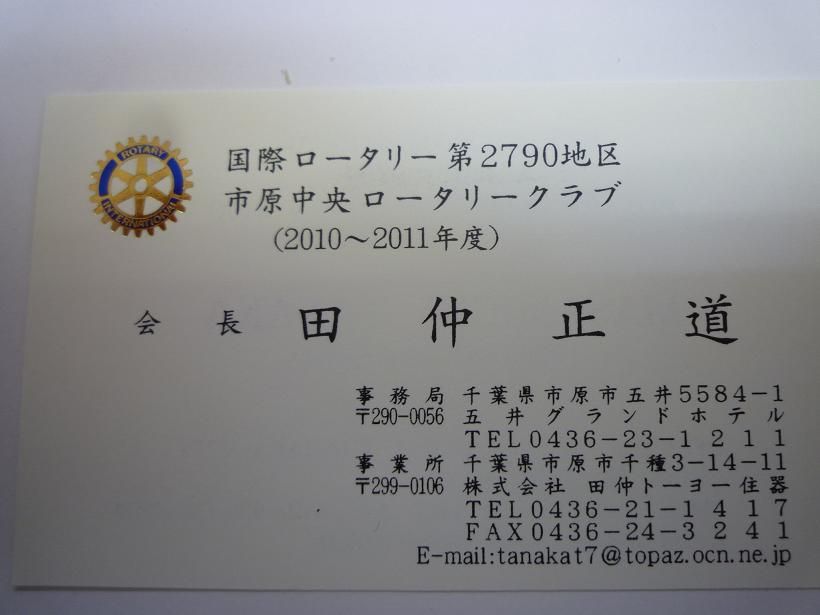 ROTARY
INTERNATIONAL
国際ロータリー第2790地区
市原中央ロータリークラブ
（2010～2011年度）
会長 田仲正道
事務局 千葉県市原市五井5584-1
〒290-0056 五井グランドホテル
TEL0436-23-1211
事業所 千葉県市原市千種3-14-11
〒299-0106 株式会社 田仲トーヨー住器
TEL0436-21-1417
FAX0436-24-3241
E-mail:tanakat7@topaz.ocn.ne.jp